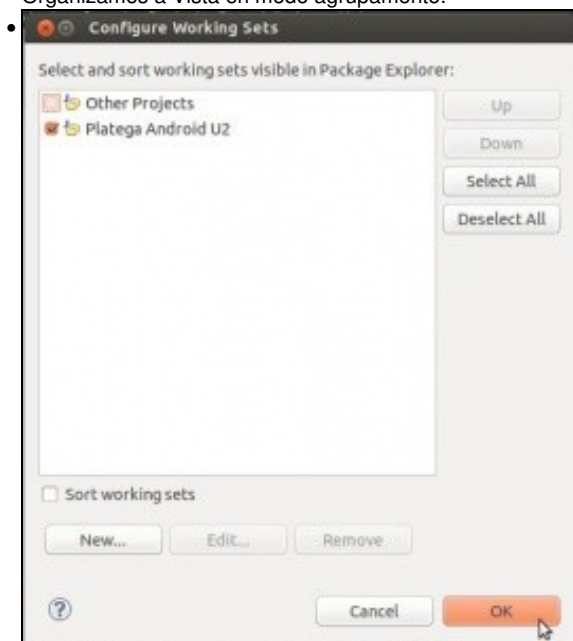 Organizamos a Vista en modo agrupamento.
Configure Working Sets
Select and sort working sets visible in Package Explorer:
Other Projects
Platega Android U2
Up
Down
Select All
Deselect All
Sort working sets
New... Edit... Remove
Cancel OK